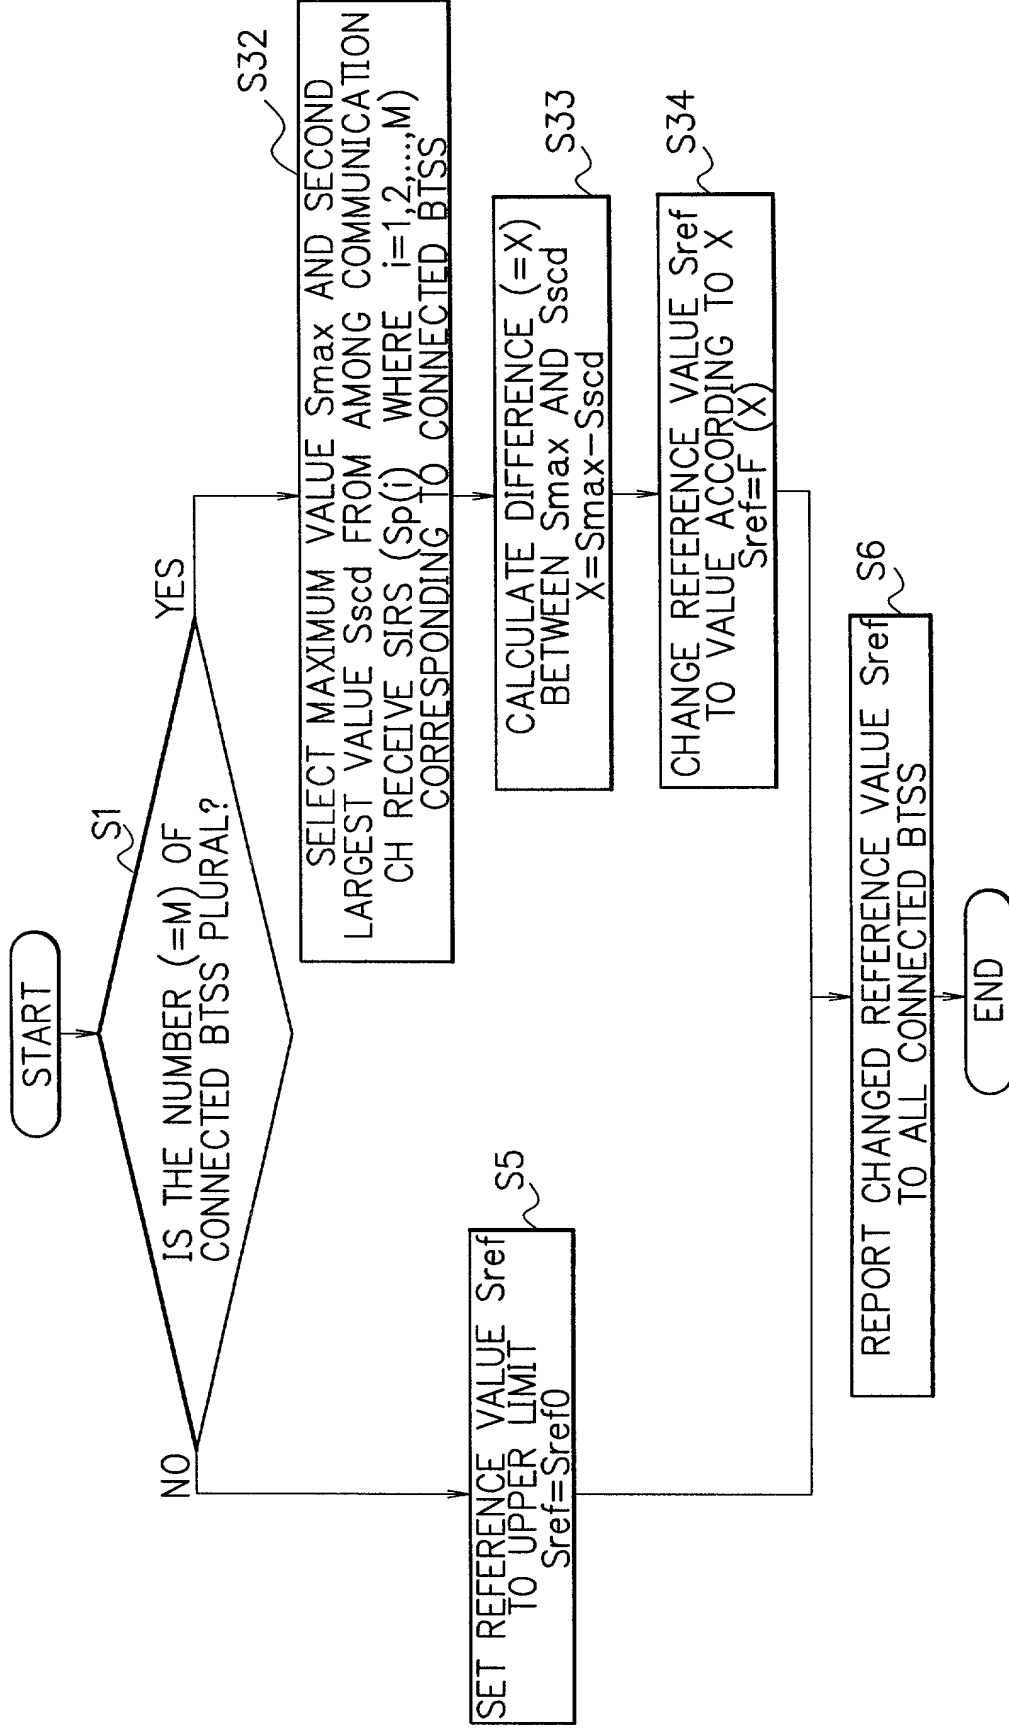 START
S1
IS THE NUMBER (=M) OF
CONNECTED BTSS PLURAL?
NO
YES
S32
SELECT MAXIMUM VALUE Smax AND SECOND
LARGEST VALUE Sscd FROM AMONG COMMUNICATION
CH RECEIVE SIRS (Sp(i) WHERE i=1,2,...,M)
CORRESPONDING TO CONNECTED BTSS
S33
CALCULATE DIFFERENCE (=X)
BETWEEN Smax AND Sscd
X=Smax-Sscd
S34
CHANGE REFERENCE VALUE Sref
TO VALUE ACCORDING TO X
Sref=F (X)
S5
SET REFERENCE VALUE Sref
TO UPPER LIMIT
Sref=Sref0
S6
REPORT CHANGED REFERENCE VALUE Sref
TO ALL CONNECTED BTSS
END